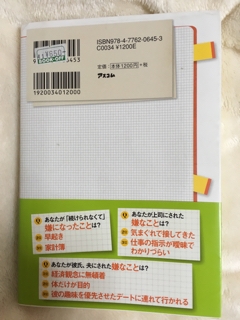 ISBN978-4-7762-0645-3
C0034 ¥1200E
定価 本体1200円 +税
アスコム
BOOK-OFF
1920034012000
あなたが「続けられなくて」
嫌になったことは?
早起き
家計簿
あなたが上司にされた
嫌なことは?
気まぐれで接してきた
仕事の指示が曖昧で
わかりづらい
あなたが彼氏、夫にされた嫌なことは?
経済観念に無頓着
体だけが目的
彼の趣味を優先させたデートに連れて行かれる